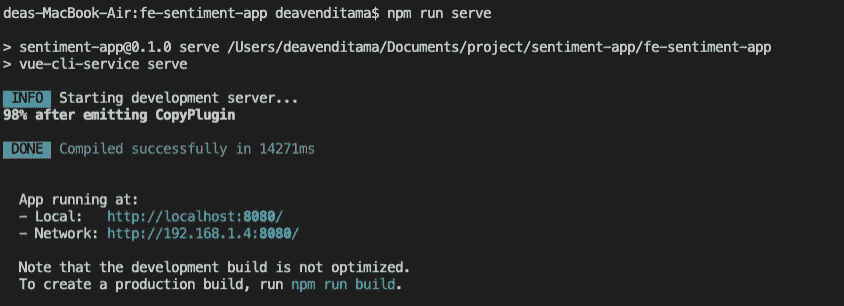 deas-MacBook-Air:fe-sentiment-app deavenditama$ npm run serve
> sentiment-app@0.1.0 serve /Users/deavenditama/Documents/project/sentiment-app/fe-sentiment-app
> vue-cli-service serve
INFO Starting development server...
98% after emitting CopyPlugin
DONE Compiled successfully in 14271ms
App running at:
- Local: http://localhost:8080/
- Network: http://192.168.1.4:8080/
Note that the development build is not optimized.
To create a production build, run npm run build.